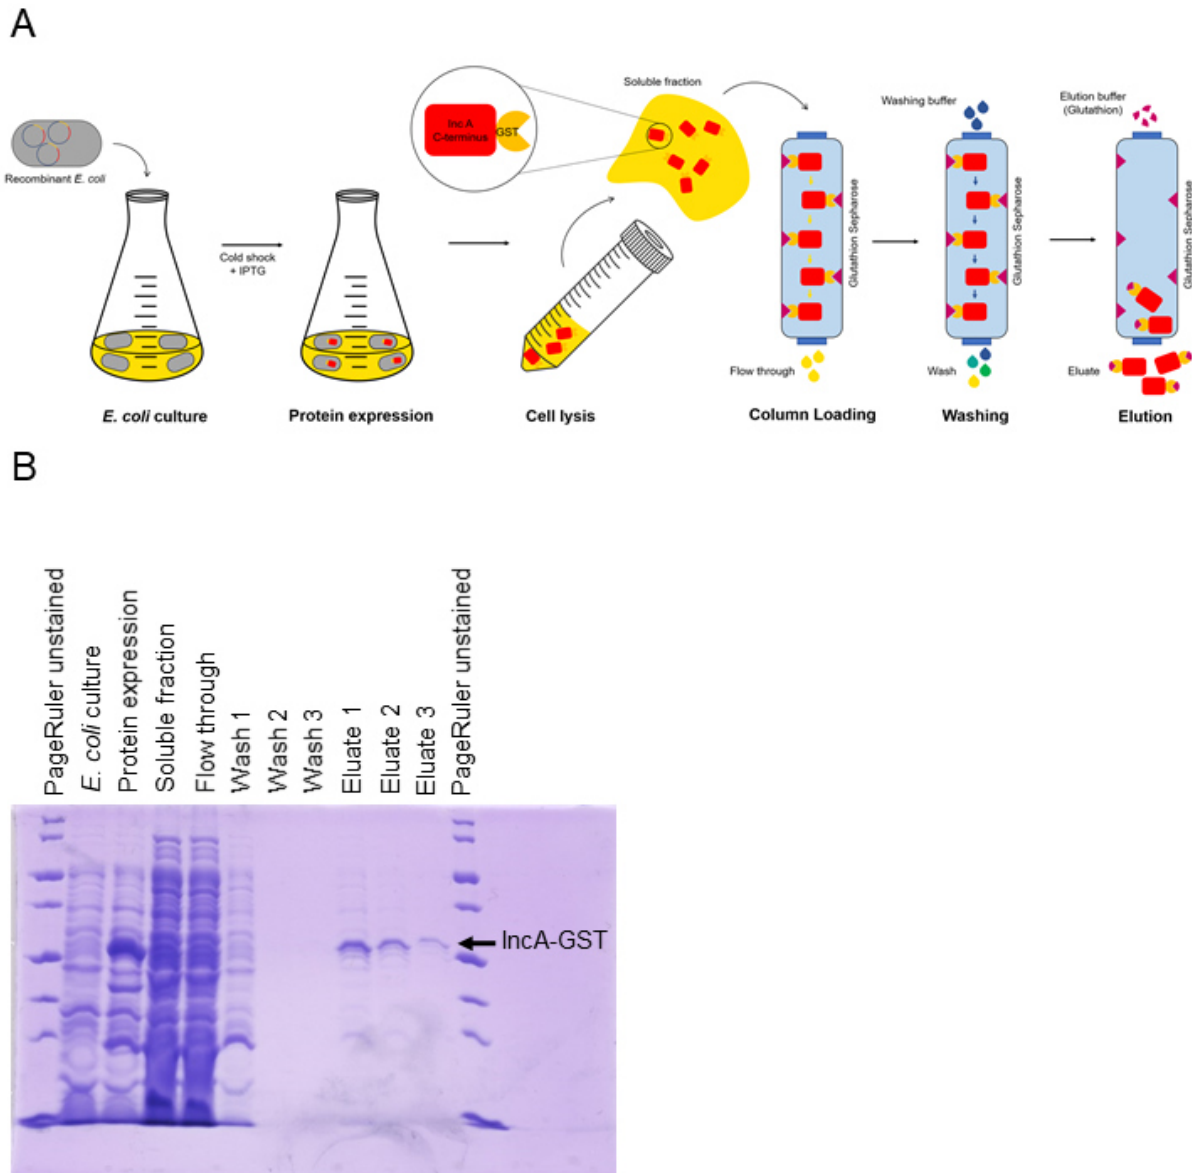 A
Recombinant E. coli
Cold shock
+ IPTG
Inc A
C-terminus
GST
Soluble fraction
Glutathion Sepharose
Flow through
Washing buffer
Glutathion Sepharose
Wash
Elution buffer
(Glutathion)
Glutathion Sepharose
Eluate
E. coli culture
Protein expression
Cell lysis
Column Loading
Washing
Elution
B
PageRuler unstained
E. coli culture
Protein expression
Soluble fraction
Flow through
Wash 1
Wash 2
Wash 3
Eluate 1
Eluate 2
Eluate 3
PageRuler unstained
IncA-GST